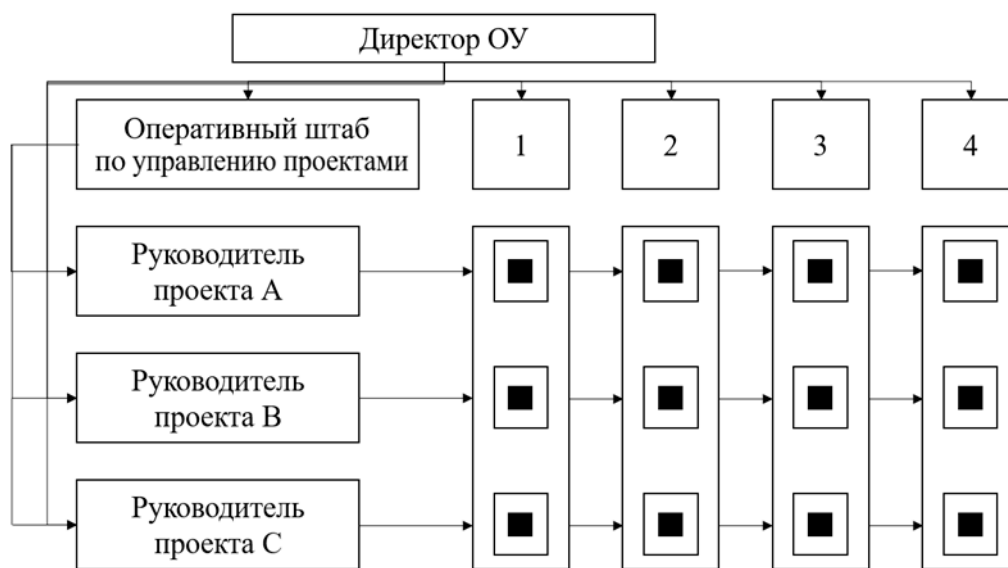 Директор ОУ
Оперативный штаб
по управлению проектами
1
2
3
4
Руководитель
проекта А
Руководитель
проекта В
Руководитель
проекта С